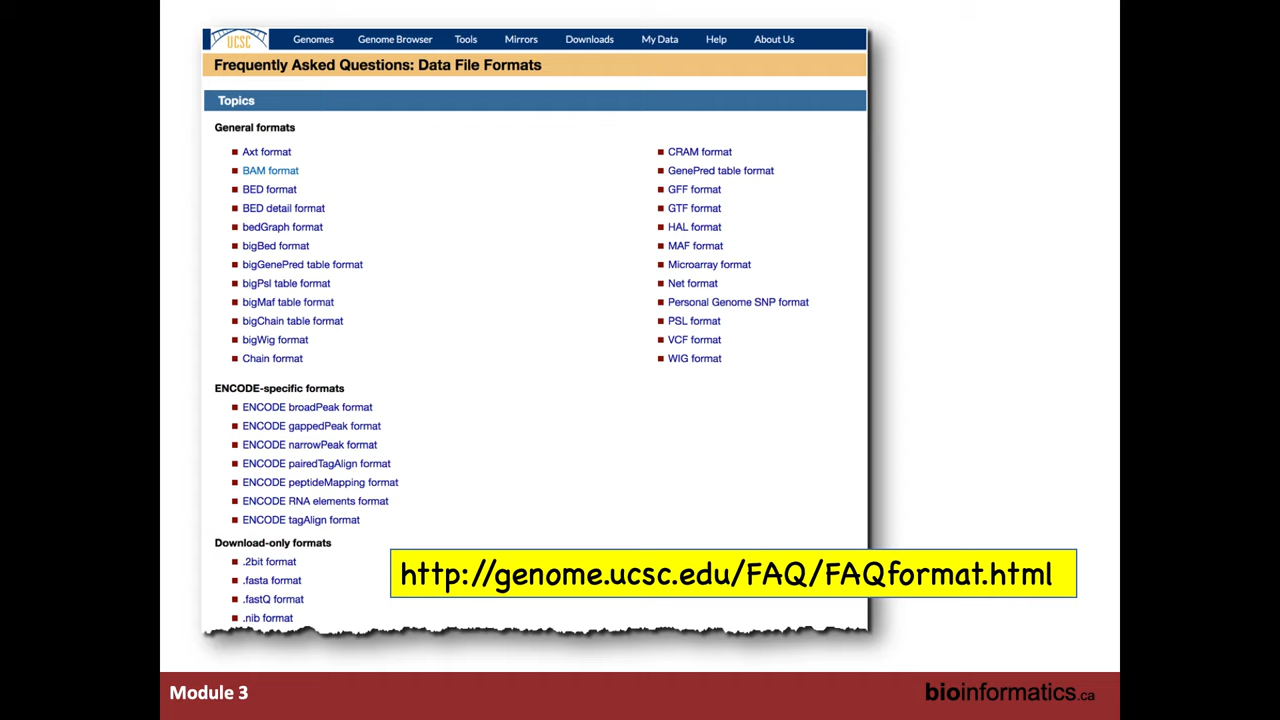 UCSC Genomes Genome Browser Tools Mirrors Downloads My Data Help About Us
Frequently Asked Questions: Data File Formats
Topics
General formats
Axt format
BAM format
BED format
BED detail format
bedGraph format
bigBed format
bigGenePred table format
bigPsl table format
bigMaf table format
bigChain table format
bigWig format
Chain format
CRAM format
GenePred table format
GFF format
GTF format
HAL format
MAF format
Microarray format
Net format
Personal Genome SNP format
PSL format
VCF format
WIG format
ENCODE-specific formats
ENCODE broadPeak format
ENCODE gappedPeak format
ENCODE narrowPeak format
ENCODE pairedTagAlign format
ENCODE peptideMapping format
ENCODE RNA elements format
ENCODE tagAlign format
Download-only formats
.2bit format
.fasta format
.fastQ format
.nib format
http://genome.ucsc.edu/FAQ/FAQformat.html
Module 3
bioinformatics.ca